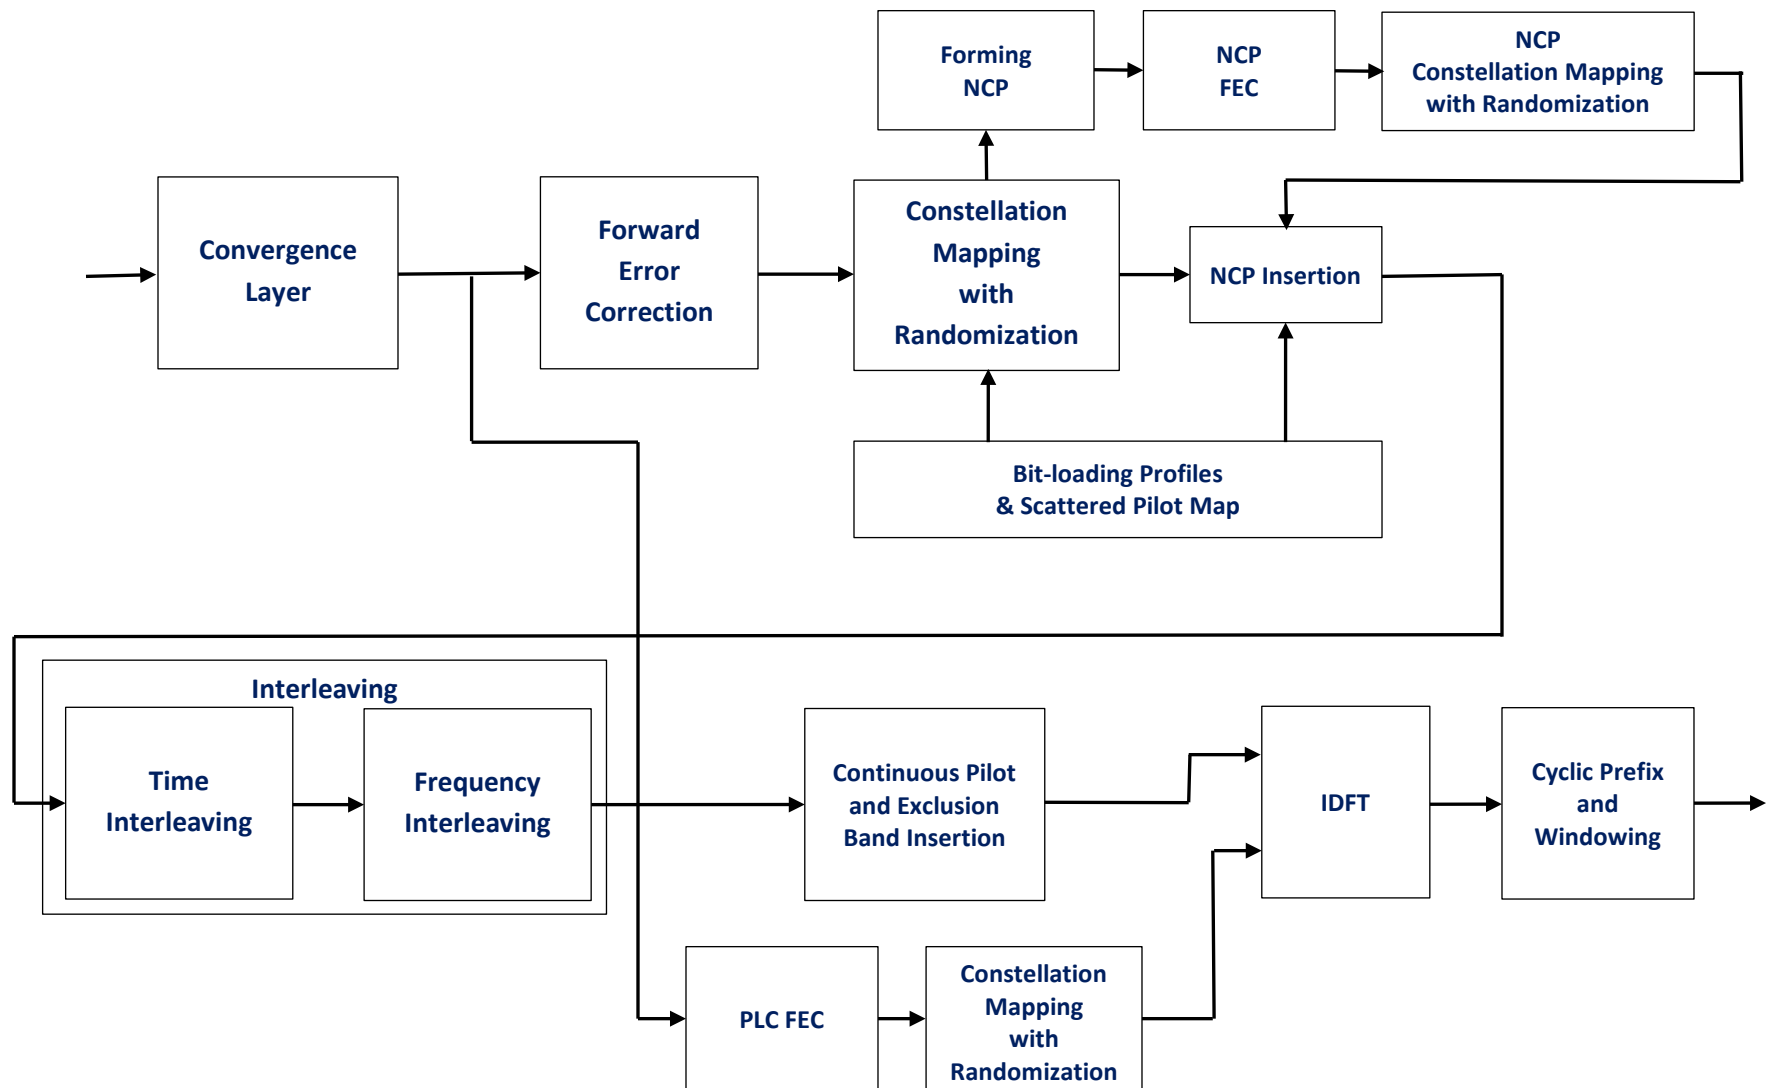 Forming
NCP
NCP
FEC
NCP
Constellation Mapping
with Randomization
Convergence
Layer
Forward
Error
Correction
Constellation
Mapping
with
Randomization
NCP Insertion
Bit-loading Profiles
& Scattered Pilot Map
Interleaving
Time
Interleaving
Frequency
Interleaving
Continuous Pilot
and Exclusion
Band Insertion
IDFT
Cyclic Prefix
and
Windowing
PLC FEC
Constellation
Mapping
with
Randomization